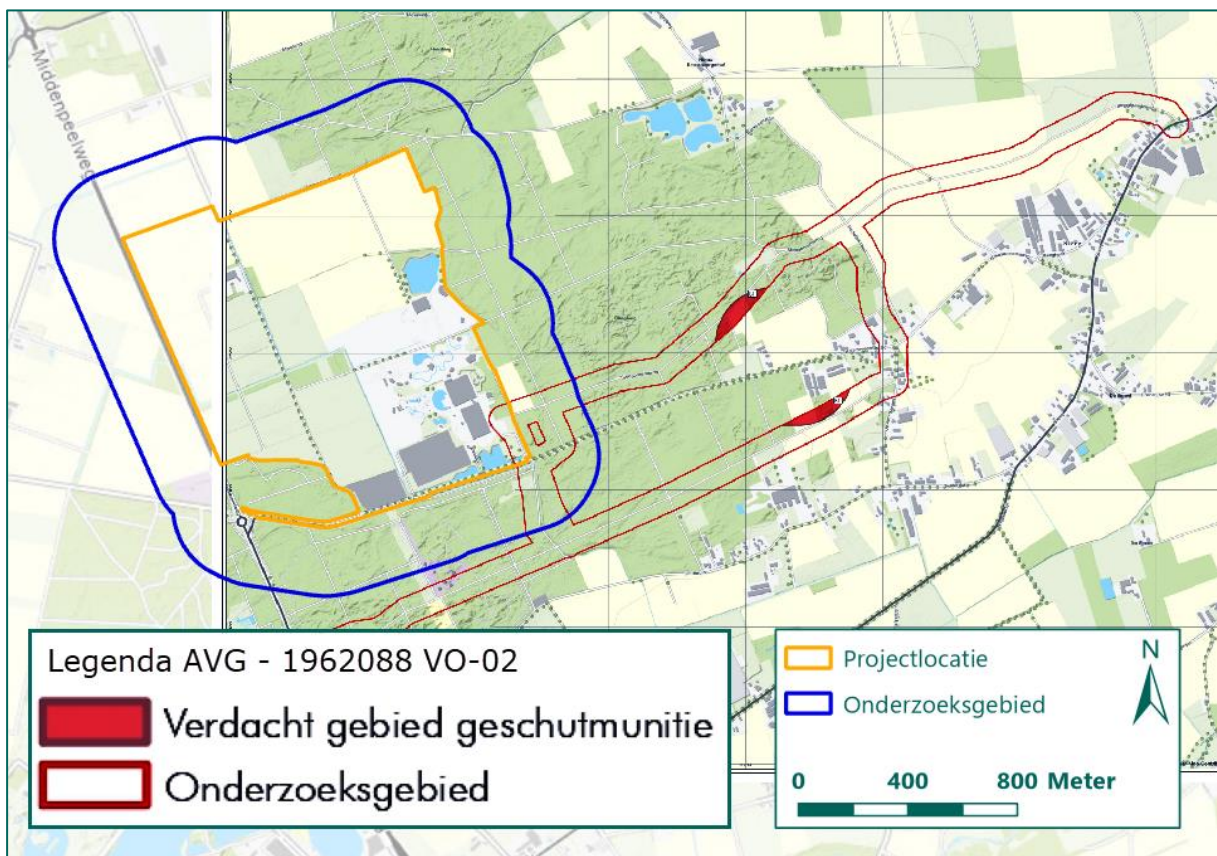 Middenpeelweg
Legenda AVG - 1962088 VO-02
Verdacht gebied geschutmunitie
Onderzoeksgebied
Projectlocatie
Onderzoeksgebied
N
0 400 800 Meter